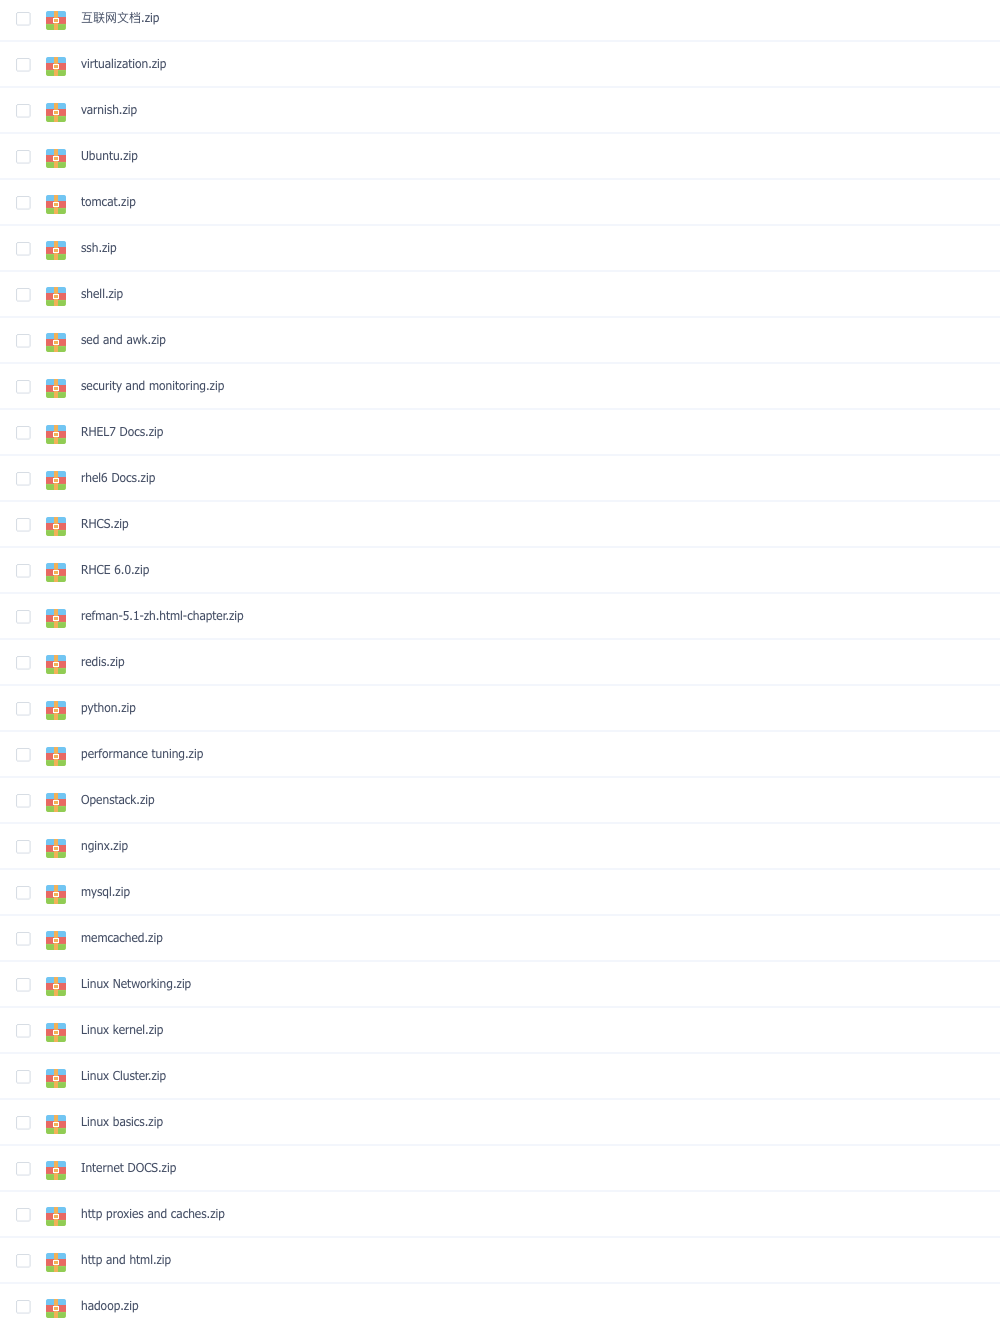 互联网文档.zip
virtualization.zip
varnish.zip
Ubuntu.zip
tomcat.zip
ssh.zip
shell.zip
sed and awk.zip
security and monitoring.zip
RHEL7 Docs.zip
rhel6 Docs.zip
RHCS.zip
RHCE 6.0.zip
refman-5.1-zh.html-chapter.zip
redis.zip
python.zip
performance tuning.zip
Openstack.zip
nginx.zip
mysql.zip
memcached.zip
Linux Networking.zip
Linux kernel.zip
Linux Cluster.zip
Linux basics.zip
Internet DOCS.zip
http proxies and caches.zip
http and html.zip
hadoop.zip